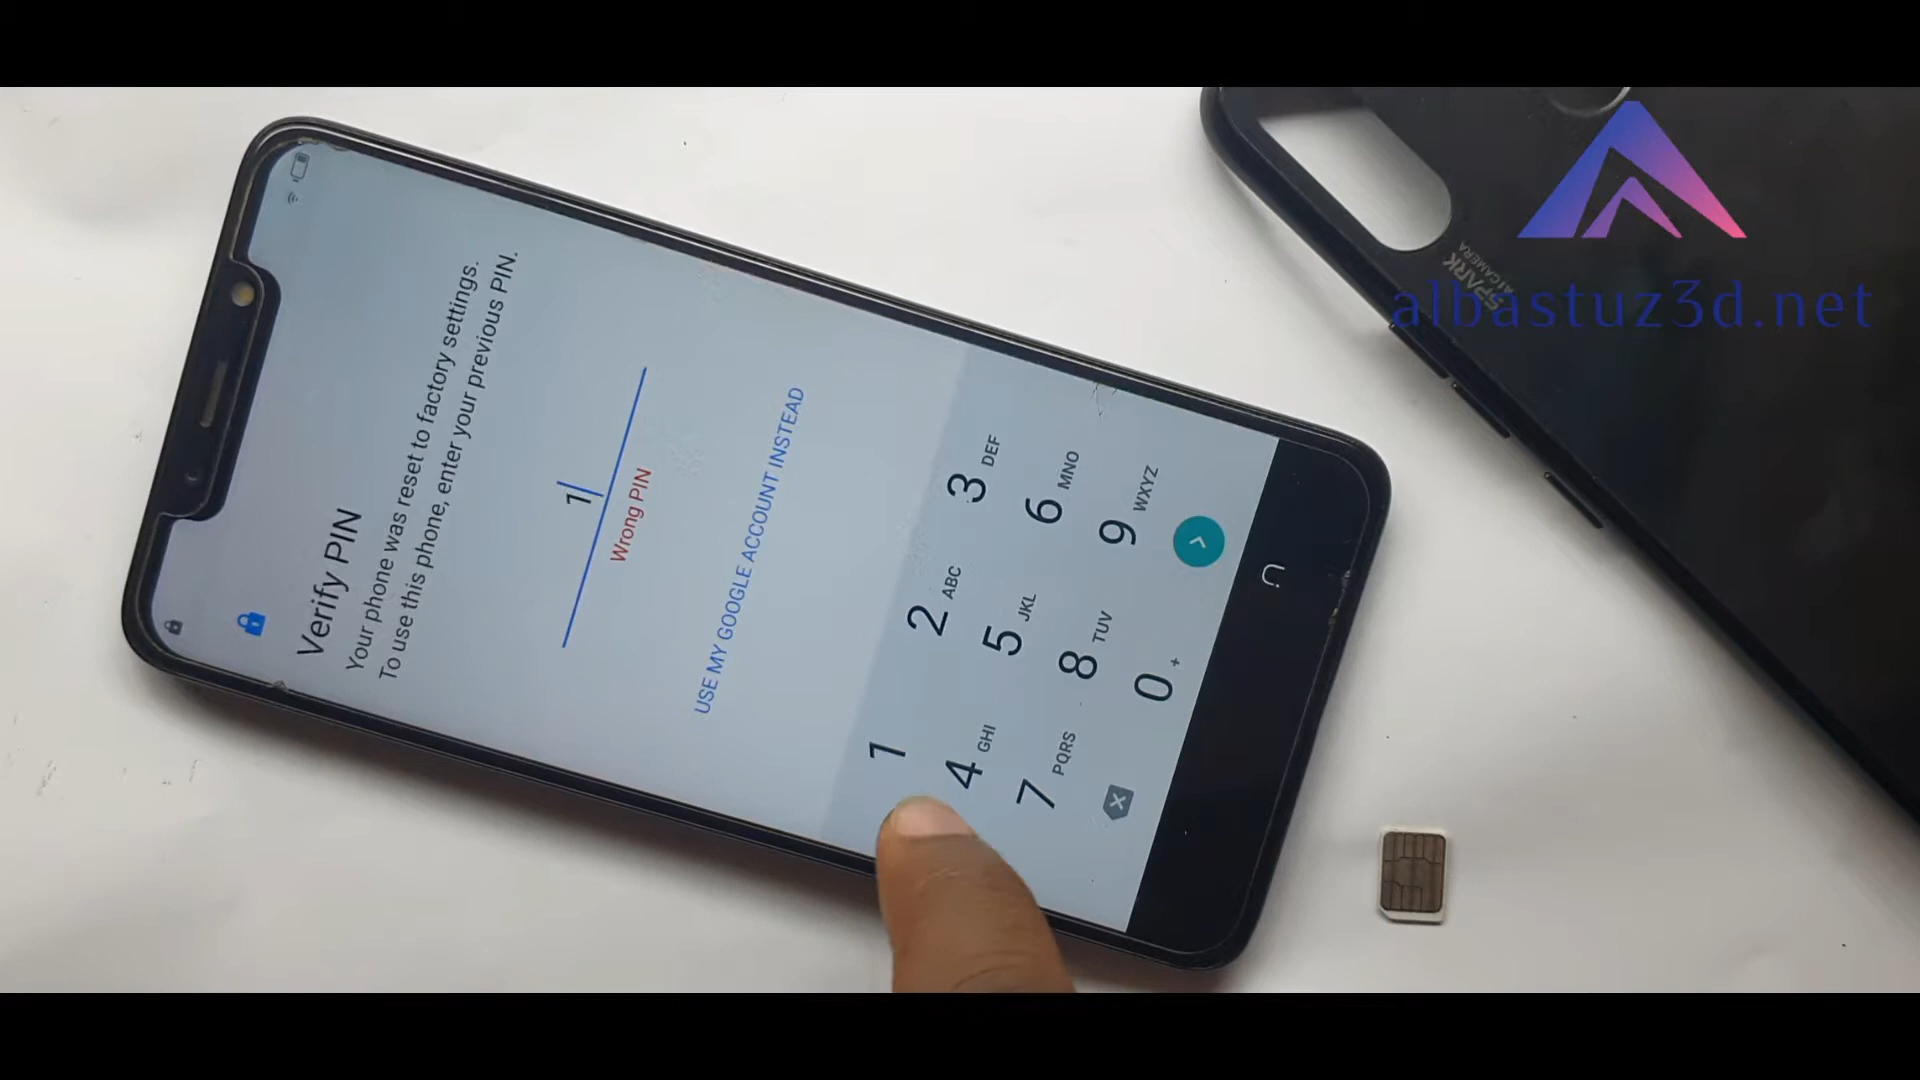 Verify PIN
Your phone was reset to factory settings.
To use this phone, enter your previous PIN.
1
Wrong PIN
USE MY GOOGLE ACCOUNT INSTEAD
1
2 ABC
3 DEF
4 GHI
5 JKL
6 MNO
7 PQRS
8 TUV
9 WXYZ
0 +
SPARK
AI CAMERA
albastuz3d.net